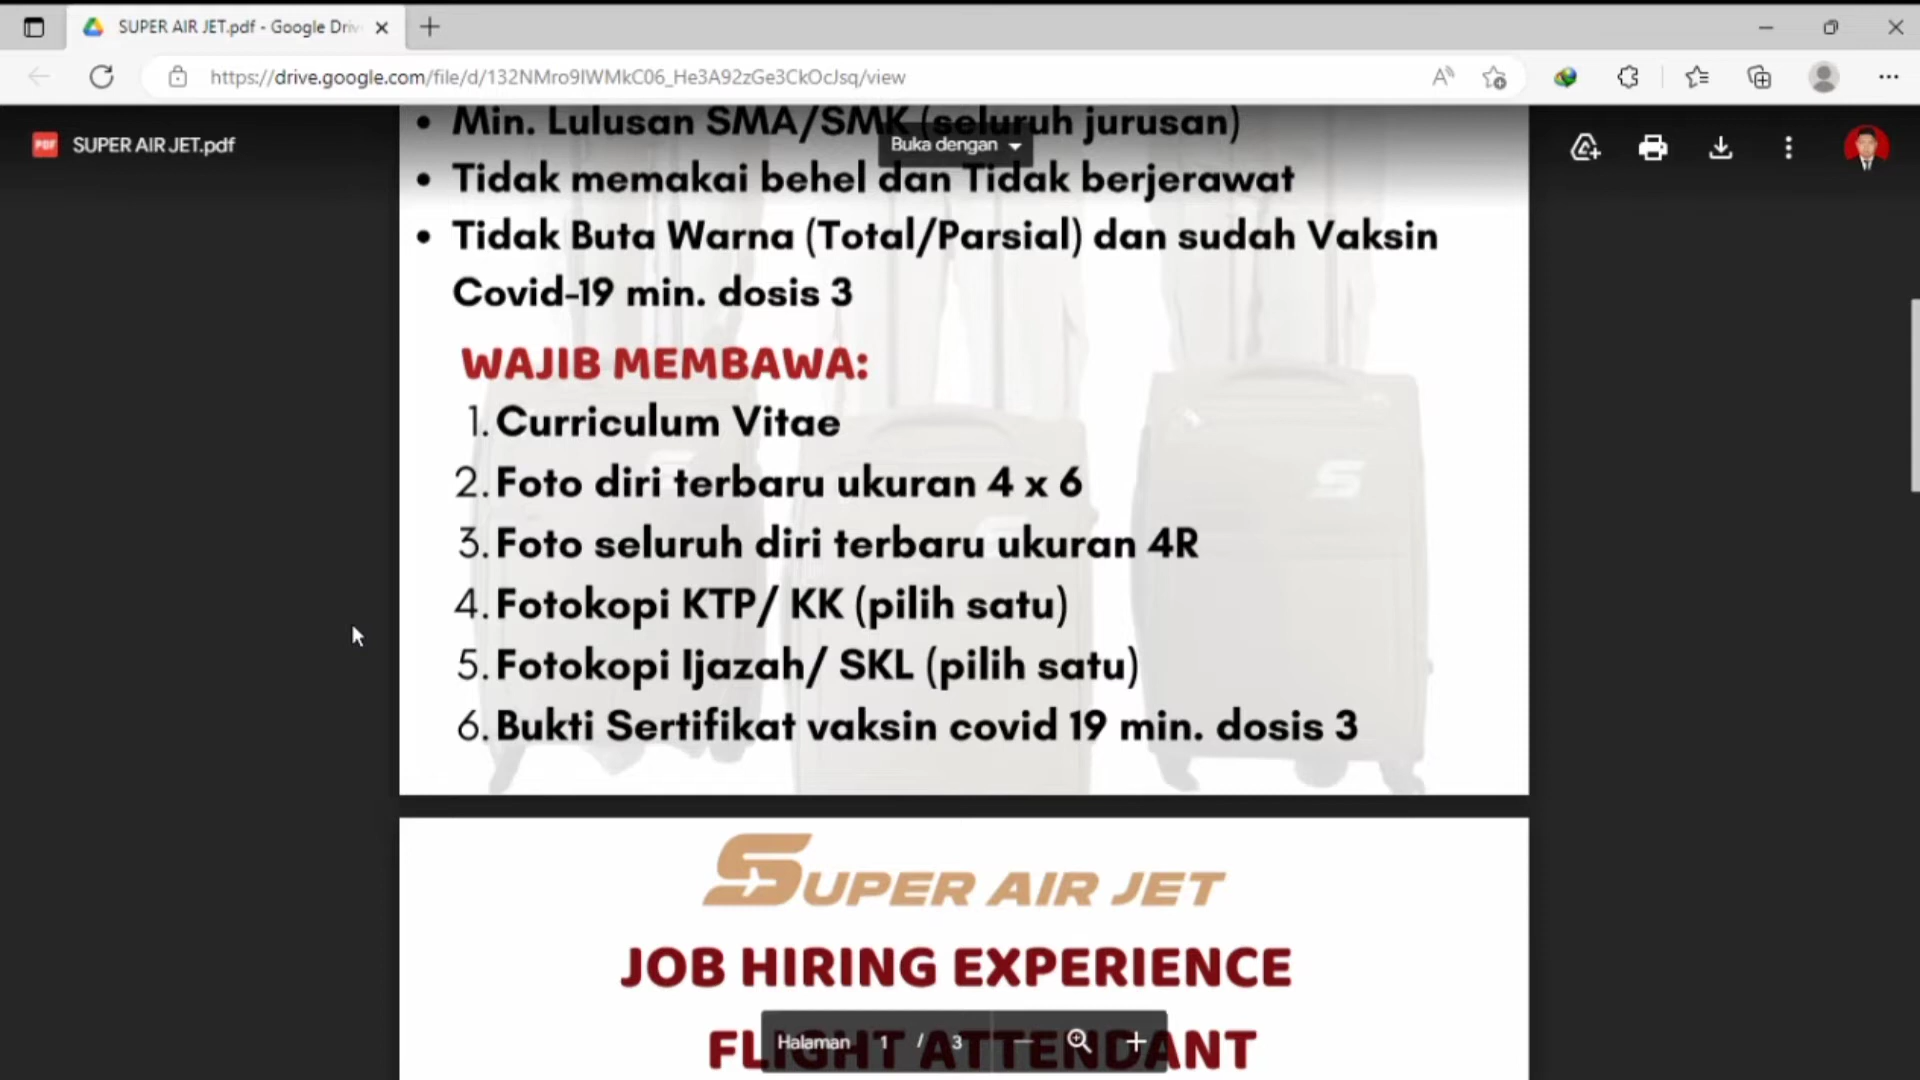 SUPER AIR JET.pdf - Google Driv
https://drive.google.com/file/d/132NMro9IWMkC06_He3A92zGe3CkOcJsq/view
PDF SUPER AIR JET.pdf
Buka dengan
• Min. Lulusan SMA/SMK (seluruh jurusan)
• Tidak memakai behel dan Tidak berjerawat
• Tidak Buta Warna (Total/Parsial) dan sudah Vaksin
Covid-19 min. dosis 3
WAJIB MEMBAWA:
1. Curriculum Vitae
2. Foto diri terbaru ukuran 4 x 6
3. Foto seluruh diri terbaru ukuran 4R
4. Fotokopi KTP/ KK (pilih satu)
5. Fotokopi Ijazah/ SKL (pilih satu)
6. Bukti Sertifikat vaksin covid 19 min. dosis 3
SUPER AIR JET
JOB HIRING EXPERIENCE
FLIGHT ATTENDANT
Halaman 1 / 3